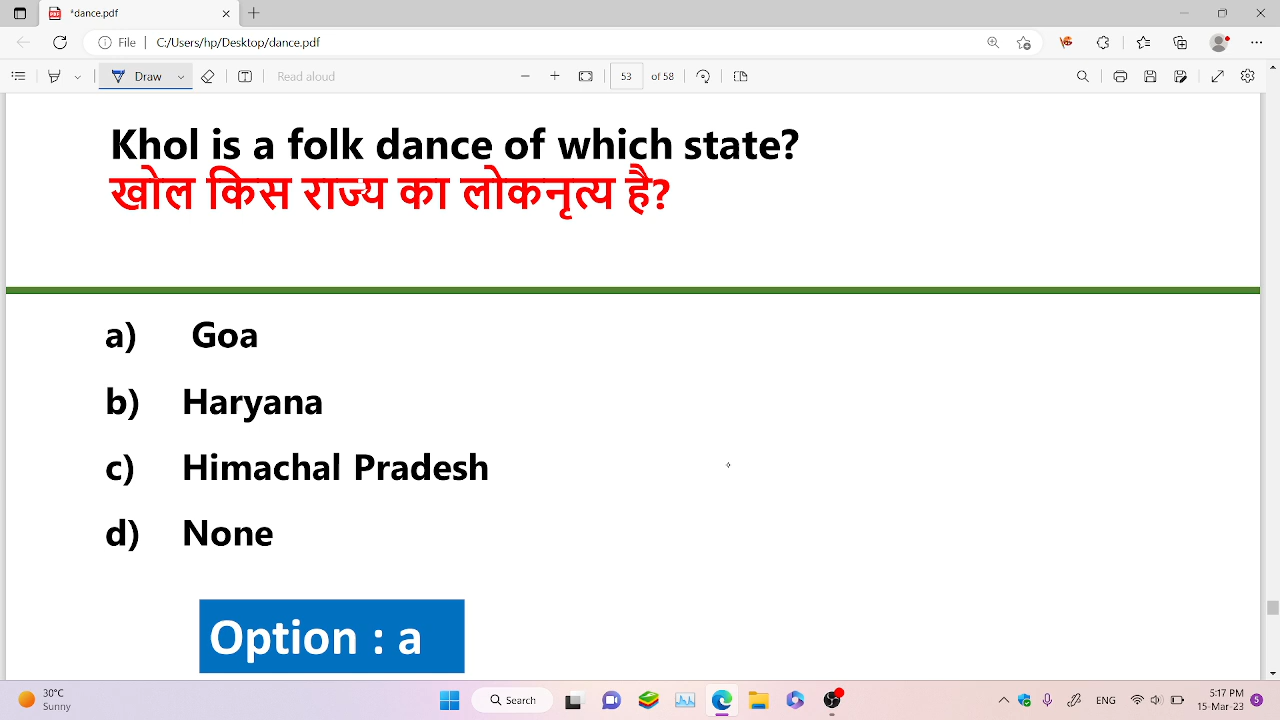 *dance.pdf
File C:/Users/hp/Desktop/dance.pdf
Draw Read aloud 53 of 58
Khol is a folk dance of which state?
खोल किस राज्य का लोकनृत्य है?
a) Goa
b) Haryana
c) Himachal Pradesh
d) None
Option : a
30°C
Sunny
Search
ENG
5:17 PM
15-Mar-23
5